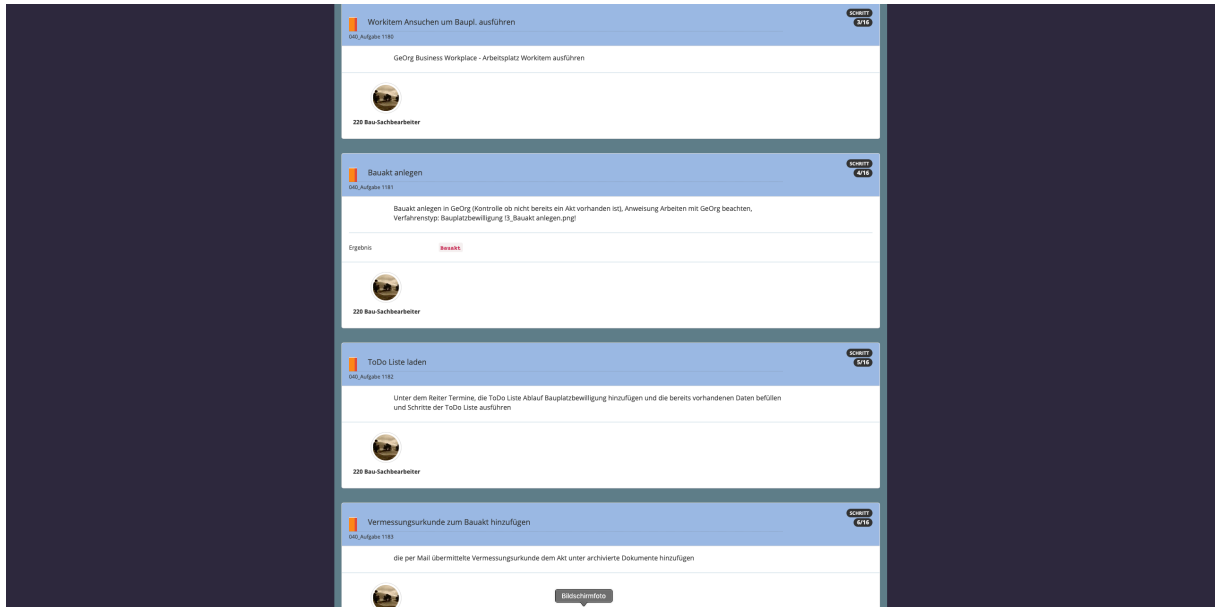 Workitem Ansuchen um Baupl. ausführen
SCHRITT
3/16
040_Aufgabe 1180
GeOrg Business Workplace - Arbeitsplatz Workitem ausführen
220 Bau-Sachbearbeiter
Bauakt anlegen
SCHRITT
4/16
040_Aufgabe 1181
Bauakt anlegen in GeOrg (Kontrolle ob nicht bereits ein Akt vorhanden ist), Anweisung Arbeiten mit GeOrg beachten,
Verfahrenstyp: Bauplatzbewilligung !3_Bauakt anlegen.png!
Ergebnis
Bauakt
220 Bau-Sachbearbeiter
ToDo Liste laden
SCHRITT
5/16
040_Aufgabe 1182
Unter dem Reiter Termine, die ToDo Liste Ablauf Bauplatzbewilligung hinzufügen und die bereits vorhandenen Daten befüllen
und Schritte der ToDo Liste ausführen
220 Bau-Sachbearbeiter
Vermessungsurkunde zum Bauakt hinzufügen
SCHRITT
6/16
040_Aufgabe 1183
die per Mail übermittelte Vermessungsurkunde dem Akt unter archivierte Dokumente hinzufügen
Bildschirmfoto